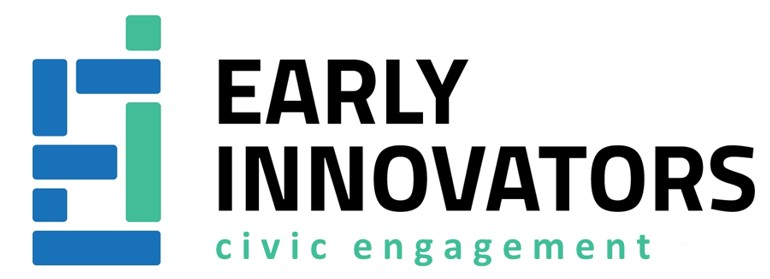 EARLY
INNOVATORS
civic engagement